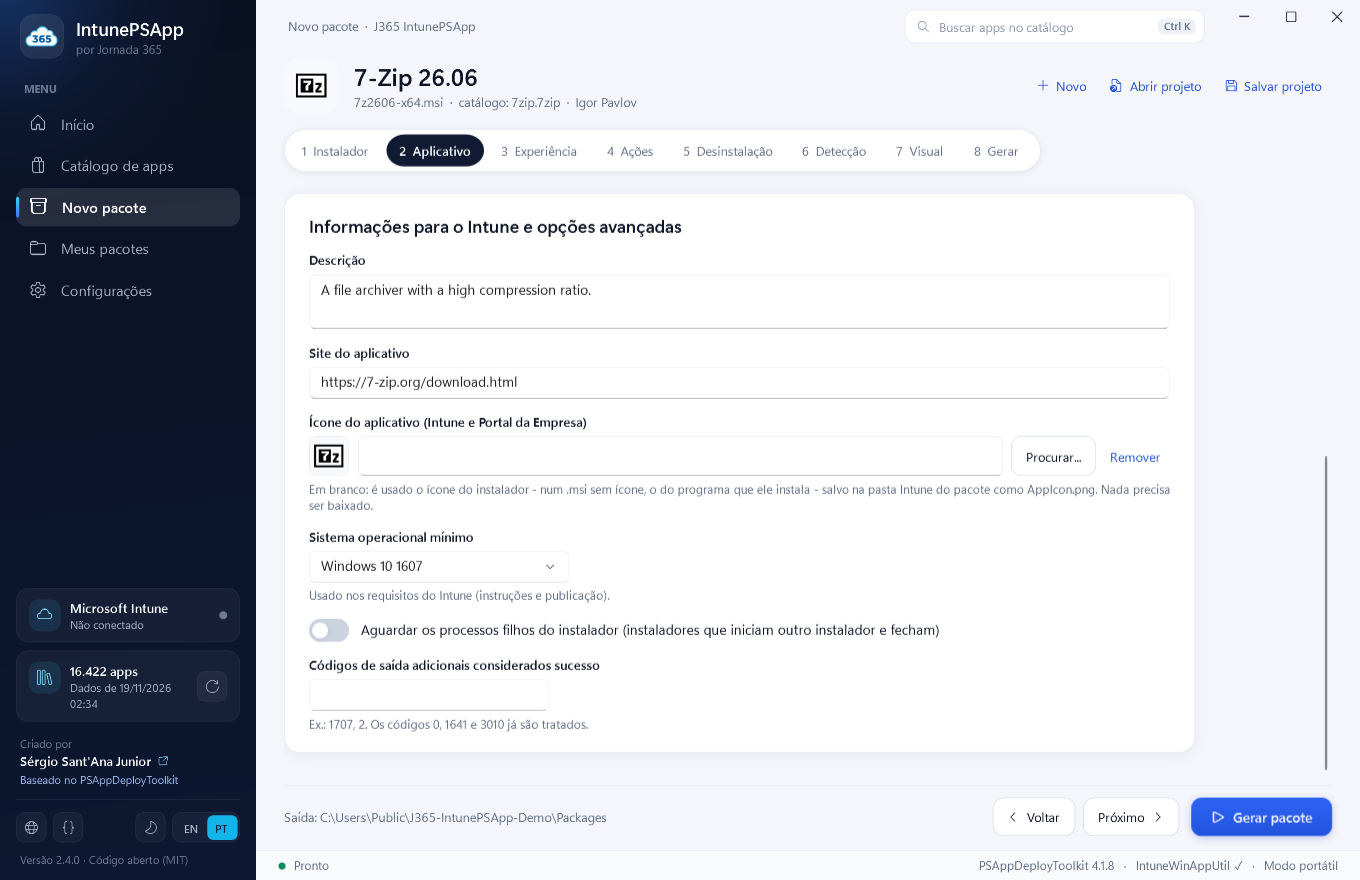 365
IntunePSApp
por Jornada 365
MENU
Início
Catálogo de apps
Novo pacote
Meus pacotes
Configurações
Microsoft Intune
Não conectado
16.422 apps
Dados de 19/11/2026
02:34
Criado por
Sérgio Sant'Ana Junior
Baseado no PSAppDeployToolkit
{} EN PT
Versão 2.4.0 · Código aberto (MIT)
Novo pacote · J365 IntunePSApp
Buscar apps no catálogo Ctrl K
7z
7-Zip 26.06
7z2606-x64.msi · catálogo: 7zip.7zip · Igor Pavlov
Novo Abrir projeto Salvar projeto
1 Instalador 2 Aplicativo 3 Experiência 4 Ações 5 Desinstalação 6 Detecção 7 Visual 8 Gerar
Informações para o Intune e opções avançadas
Descrição
A file archiver with a high compression ratio.
Site do aplicativo
https://7-zip.org/download.html
Ícone do aplicativo (Intune e Portal da Empresa)
7z Procurar... Remover
Em branco: é usado o ícone do instalador - num .msi sem ícone, o do programa que ele instala - salvo na pasta Intune do pacote como AppIcon.png. Nada precisa
ser baixado.
Sistema operacional mínimo
Windows 10 1607
Usado nos requisitos do Intune (instruções e publicação).
Aguardar os processos filhos do instalador (instaladores que iniciam outro instalador e fecham)
Códigos de saída adicionais considerados sucesso
Ex.: 1707, 2. Os códigos 0, 1641 e 3010 já são tratados.
Saída: C:\Users\Public\J365-IntunePSApp-Demo\Packages
Voltar Próximo Gerar pacote
Pronto
PSAppDeployToolkit 4.1.8 · IntuneWinAppUtil ✓ · Modo portátil